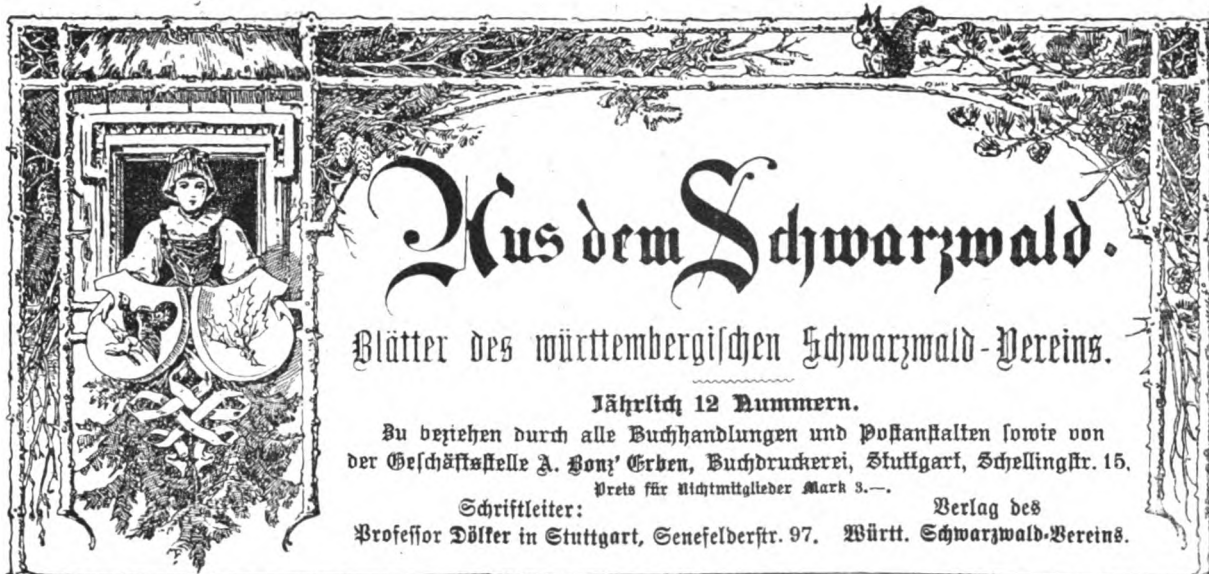 Aus dem Schwarzwald.
Blätter des württembergischen Schwarzwald-Vereins.
Jährlich 12 Nummern.
Zu beziehen durch alle Buchhandlungen und Postanstalten sowie von
der Geschäftsstelle A. Bonz' Erben, Buchdruckerei, Stuttgart, Schellingstr. 15.
Preis für Nichtmitglieder Mark 3.—.
Schriftleiter:
Professor Dölker in Stuttgart, Senefelderstr. 97.
Verlag des
Württ. Schwarzwald-Vereins.